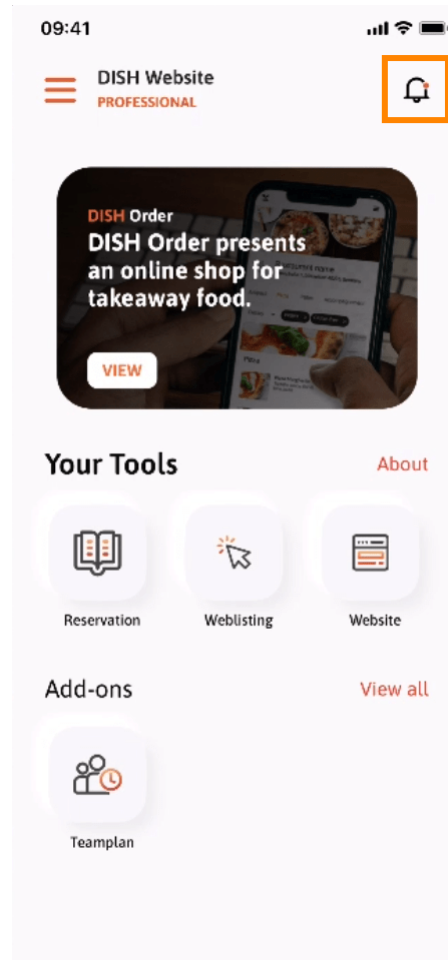 09:41
DISH Website
PROFESSIONAL
DISH Order
DISH Order presents
an online shop for
takeaway food.
VIEW
Your Tools
About
Reservation
Weblisting
Website
Add-ons
View all
Teamplan